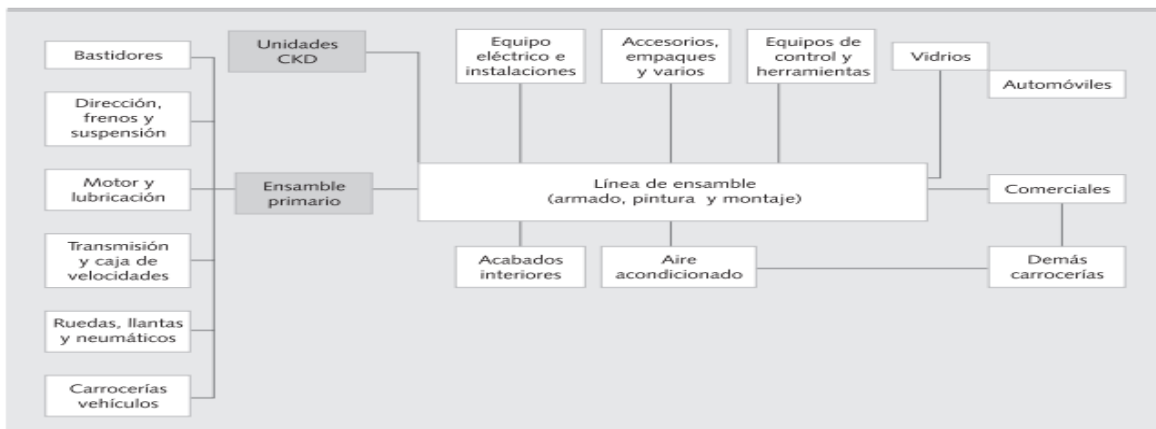 Bastidores
Dirección,
frenos y
suspensión
Motor y
lubricación
Transmisión
y caja de
velocidades
Ruedas, llantas
y neumáticos
Carrocerías
vehículos
Unidades
CKD
Ensamble
primario
Equipo
eléctrico e
instalaciones
Accesorios,
empaques
y varios
Equipos de
control y
herramientas
Vidrios
Automóviles
Línea de ensamble
(armado, pintura y montaje)
Comerciales
Acabados
interiores
Aire
acondicionado
Demás
carrocerías